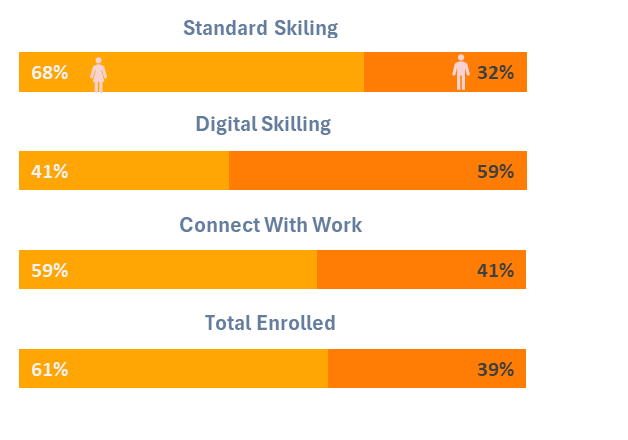 Standard Skiling
68% 32%
Digital Skilling
41% 59%
Connect With Work
59% 41%
Total Enrolled
61% 39%